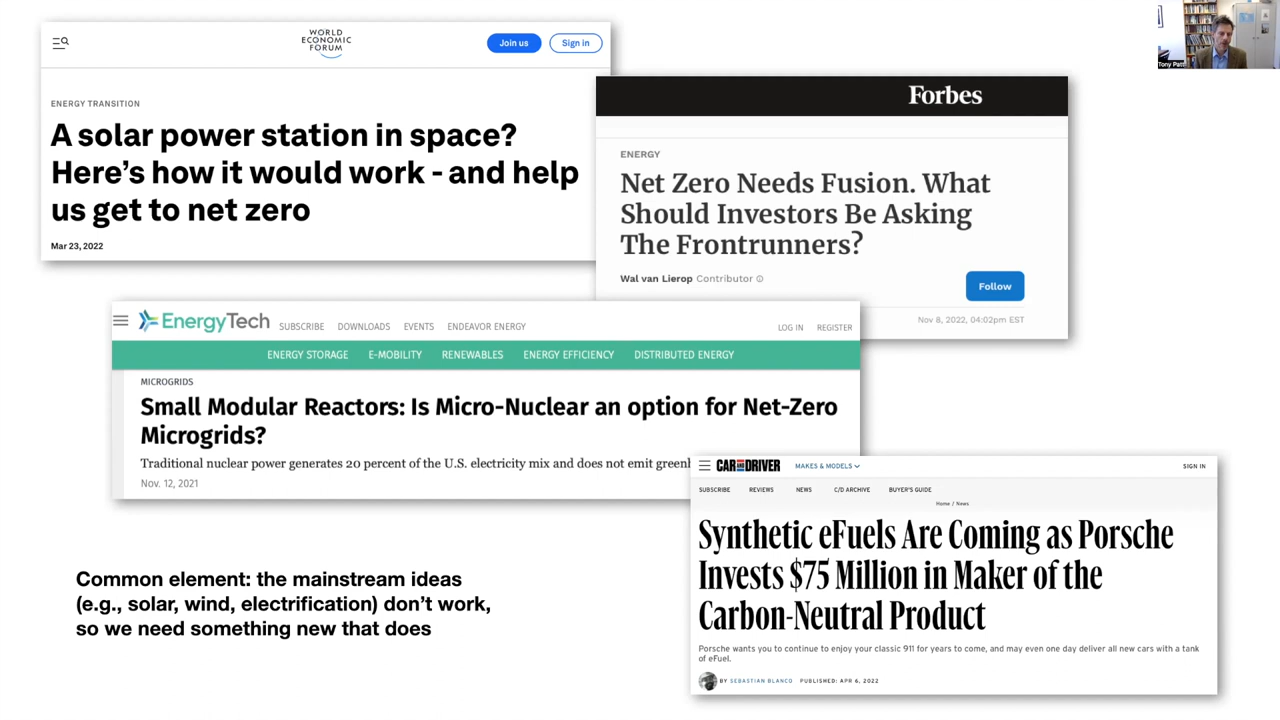 WORLD
ECONOMIC
FORUM
Join us
Sign in
ENERGY TRANSITION
A solar power station in space?
Here's how it would work - and help
us get to net zero
Mar 23, 2022
Forbes
ENERGY
Net Zero Needs Fusion. What
Should Investors Be Asking
The Frontrunners?
Wal van Lierop Contributor
Follow
Nov 8, 2022, 04:02pm EST
EnergyTech SUBSCRIBE DOWNLOADS EVENTS ENDEAVOR ENERGY LOG IN REGISTER
ENERGY STORAGE E-MOBILITY RENEWABLES ENERGY EFFICIENCY DISTRIBUTED ENERGY
MICROGRIDS
Small Modular Reactors: Is Micro-Nuclear an option for Net-Zero
Microgrids?
Traditional nuclear power generates 20 percent of the U.S. electricity mix and does not emit
Nov. 12, 2021
CAR AND DRIVER MAKES & MODELS SIGN IN
SUBSCRIBE REVIEWS NEWS C/D ARCHIVE BUYER'S GUIDE
Home / News
Synthetic eFuels Are Coming as Porsche
Invests $75 Million in Maker of the
Carbon-Neutral Product
Porsche wants you to continue to enjoy your classic 911 for years to come, and may even one day deliver all new cars with a tank
of eFuel.
BY SEBASTIAN BLANCO PUBLISHED: APR 6, 2022
Common element: the mainstream ideas
(e.g., solar, wind, electrification) don't work,
so we need something new that does
Tony Patt